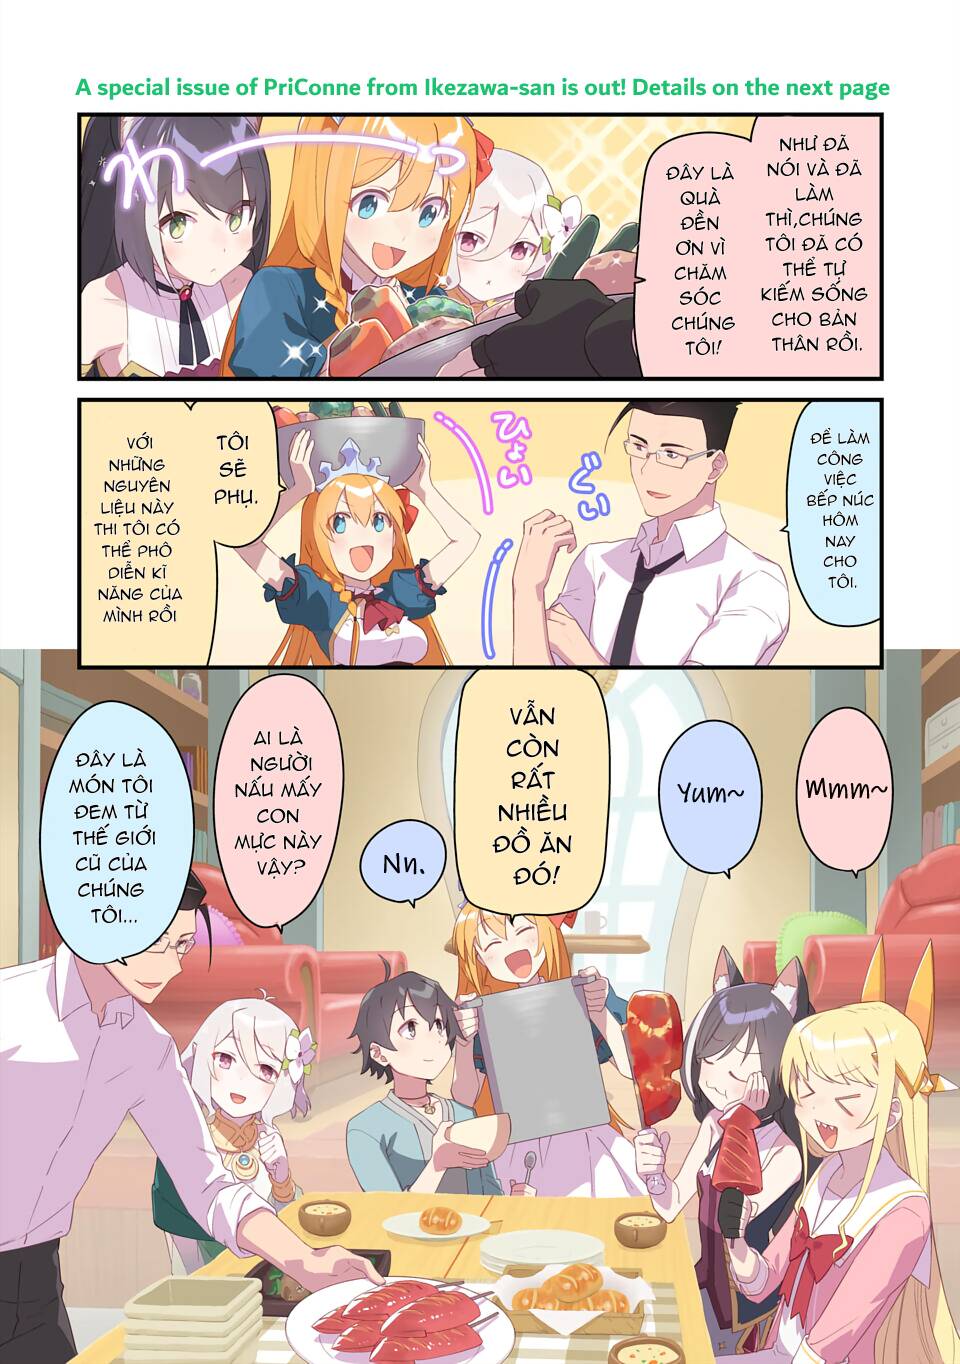 A special issue of PriConne from Ikezawa-san is out! Details on the next page
NHƯ ĐÃ
NÓI VÀ ĐÃ
LÀM
THÌ,CHÚNG
TÔI ĐÃ CÓ
THỂ TỰ
KIẾM SỐNG
CHO BẢN
THÂN RỒI.
ĐÂY LÀ
QUÀ
ĐỀN
ƠN VÌ
CHĂM
SÓC
CHÚNG
TÔI!
わーっ
ĐỀ LÀM
CÔNG
VIỆC
BẾP NÚC
HÔM
NAY
CHO
TÔI.
ぐい
ひょい
TÔI
SẼ
PHỤ.
VỚI
NHỮNG
NGUYÊN
LIỆU NÀY
THI TÔI CÓ
THỂ PHÔ
DIỄN KĨ
NĂNG CỦA
MÌNH RỒI
Mmm~
Yum~
VẪN
CÒN
RẤT
NHIỀU
ĐỒ ĂN
ĐÓ!
Nn.
AI LÀ
NGƯỜI
NẤU MẤY
CON
MỰC NÀY
VẬY?
ĐÂY LÀ
MÓN TÔI
ĐEM TỪ
THẾ GIỚI
CŨ CỦA
CHÚNG
TÔI...